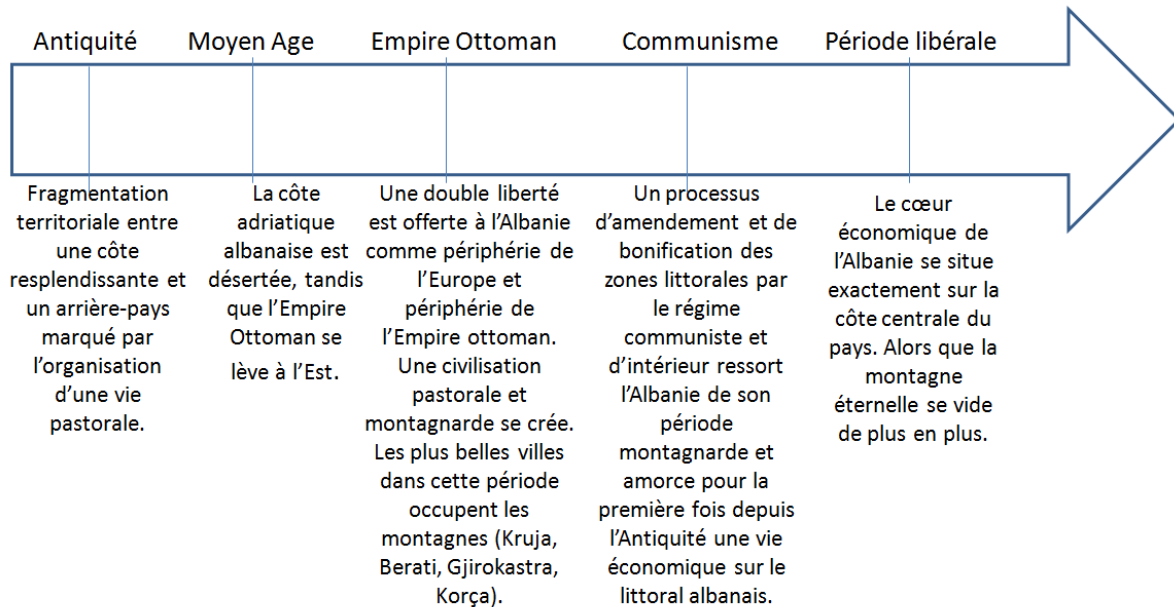 Antiquité
Moyen Age
Empire Ottoman
Communisme
Période libérale
Fragmentation
territoriale entre
une côte
resplendissante et
un arrière-pays
marqué par
l’organisation
d’une vie
pastorale.
La côte
adriatique
albanaise est
désertée, tandis
que l’Empire
Ottoman se
lève à l’Est.
Une double liberté
est offerte à l’Albanie
comme périphérie de
l’Europe et
périphérie de
l’Empire ottoman.
Une civilisation
pastorale et
montagnarde se crée.
Les plus belles villes
dans cette période
occupent les
montagnes (Kruja,
Berati, Gjirokastra,
Korça).
Un processus
d’amendement et de
bonification des
zones littorales par
le régime
communiste et
d’intérieur ressort
l’Albanie de son
période
montagnarde et
amorce pour la
première fois depuis
l’Antiquité une vie
économique sur le
littoral albanais.
Le cœur
économique de
l’Albanie se situe
exactement sur la
côte centrale du
pays. Alors que la
montagne
éternelle se vide
de plus en plus.